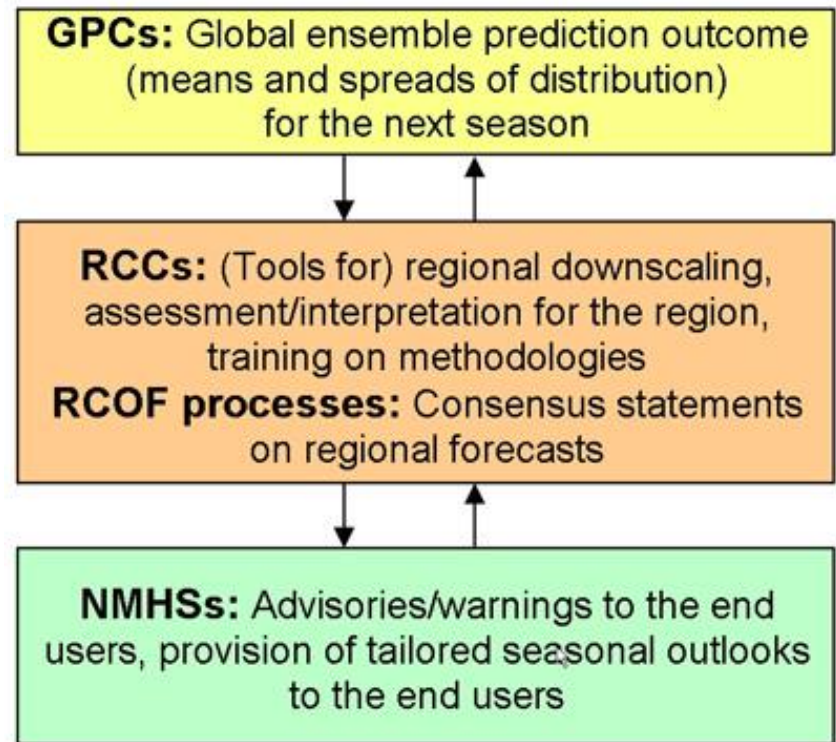 GPCs: Global ensemble prediction outcome
(means and spreads of distribution)
for the next season
RCCs: (Tools for) regional downscaling,
assessment/interpretation for the region,
training on methodologies
RCOF processes: Consensus statements
on regional forecasts
NMHSs: Advisories/warnings to the end
users, provision of tailored seasonal outlooks
to the end users